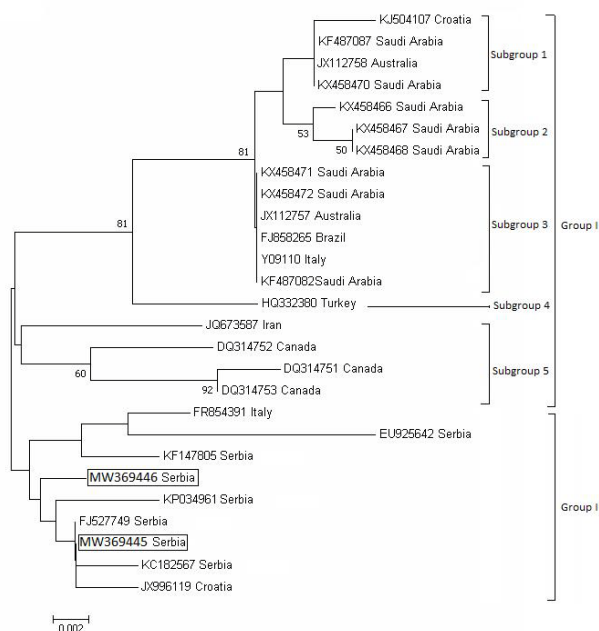 KJ504107 Croatia
KF487087 Saudi Arabia
JX112758 Australia
KX458470 Saudi Arabia
Subgroup 1
KX458466 Saudi Arabia
53
KX458467 Saudi Arabia
50
KX458468 Saudi Arabia
Subgroup 2
81
KX458471 Saudi Arabia
KX458472 Saudi Arabia
JX112757 Australia
FJ858265 Brazil
Y09110 Italy
KF487082Saudi Arabia
Subgroup 3
Group I
81
HQ332380 Turkey
Subgroup 4
JQ673587 Iran
DQ314752 Canada
60
DQ314751 Canada
92
DQ314753 Canada
Subgroup 5
FR854391 Italy
EU925642 Serbia
KF147805 Serbia
MW369446 Serbia
KP034961 Serbia
FJ527749 Serbia
MW369445 Serbia
KC182567 Serbia
JX996119 Croatia
Group I
0.002